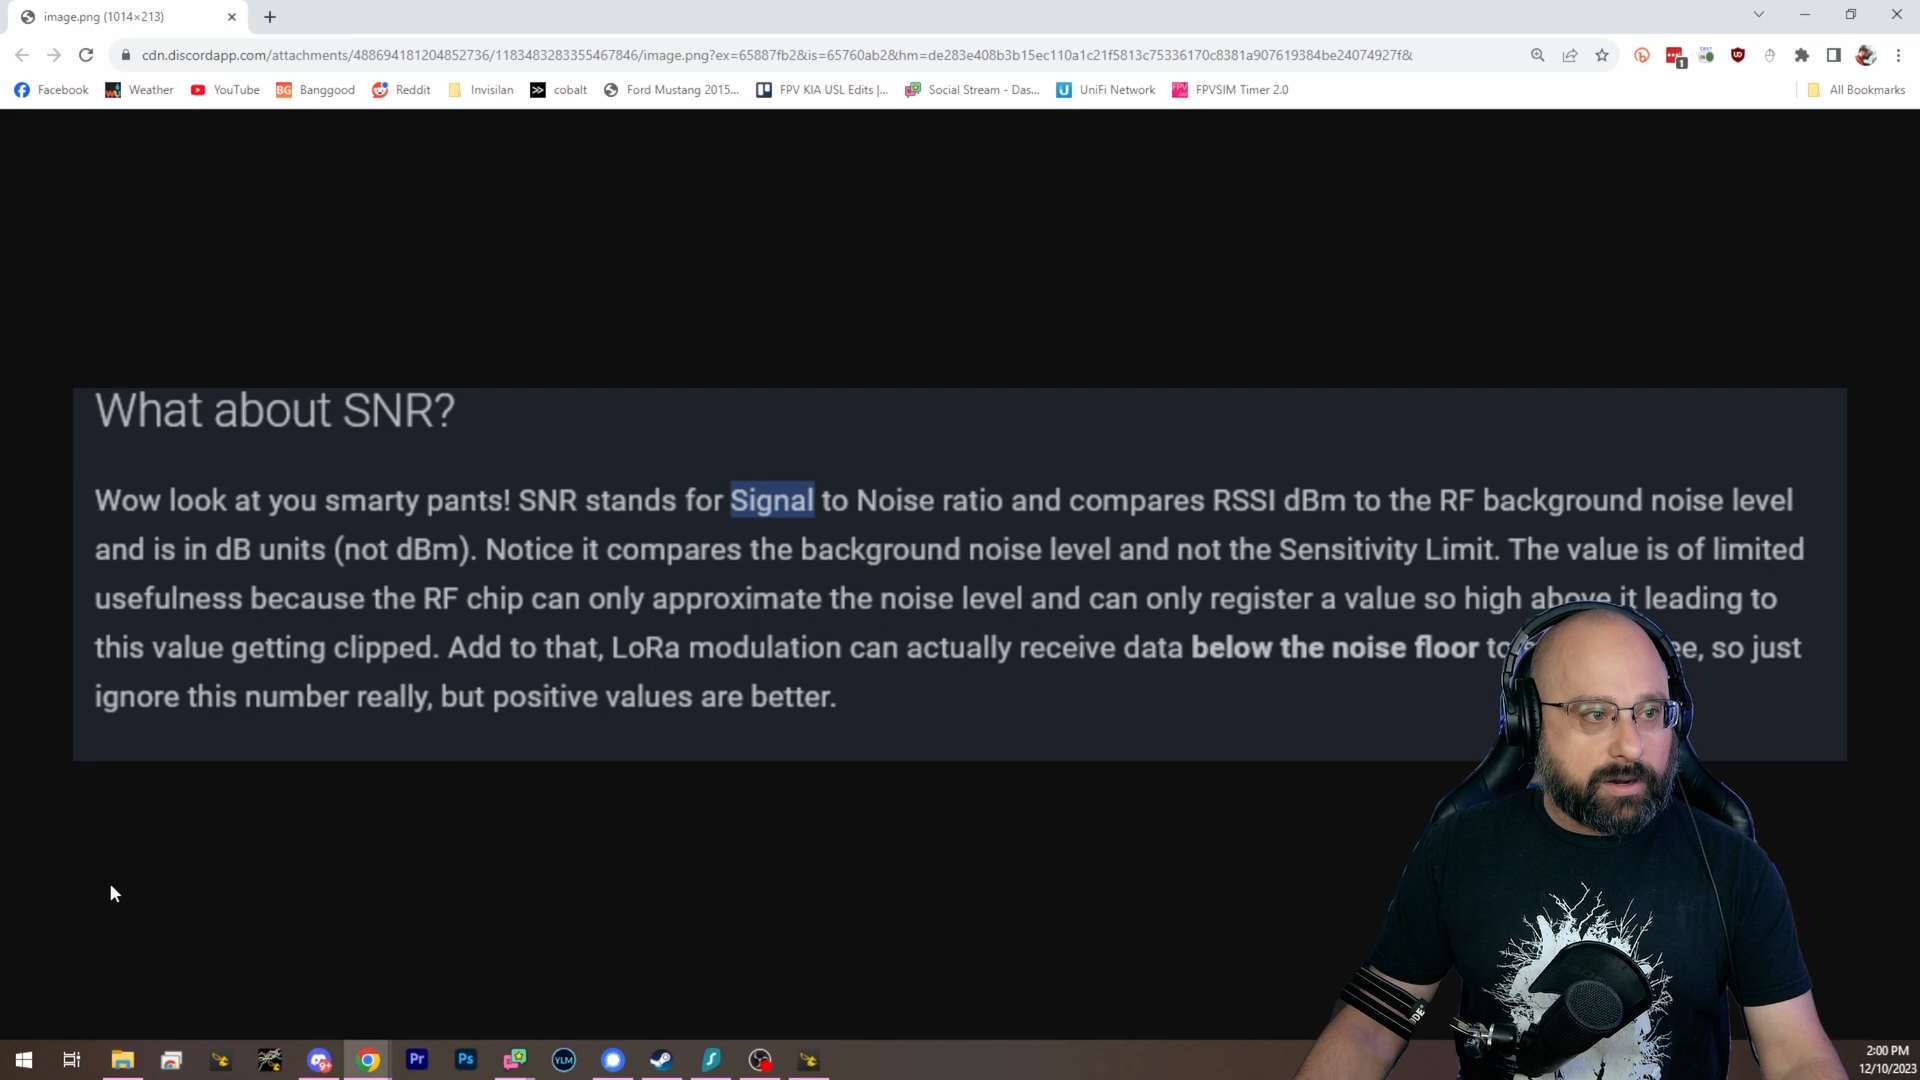 image.png (1014×213)
cdn.discordapp.com/attachments/488694181204852736/1183483283355467846/image.png?ex=65887fb2&is=65760ab2&hm=de283e408b3b15ec110a1c21f5813c75336170c8381a907619384be24074927f&
Facebook Weather YouTube BG Banggood Reddit Invisilan cobalt Ford Mustang 2015... FPV KIA USL Edits |... Social Stream - Das... UniFi Network FPVSIM Timer 2.0 All Bookmarks
What about SNR?
Wow look at you smarty pants! SNR stands for Signal to Noise ratio and compares RSSI dBm to the RF background noise level
and is in dB units (not dBm). Notice it compares the background noise level and not the Sensitivity Limit. The value is of limited
usefulness because the RF chip can only approximate the noise level and can only register a value so high above it leading to
this value getting clipped. Add to that, LoRa modulation can actually receive data below the noise floor so just
ignore this number really, but positive values are better.
9+ Pr Ps YLM
2:00 PM
12/10/2023